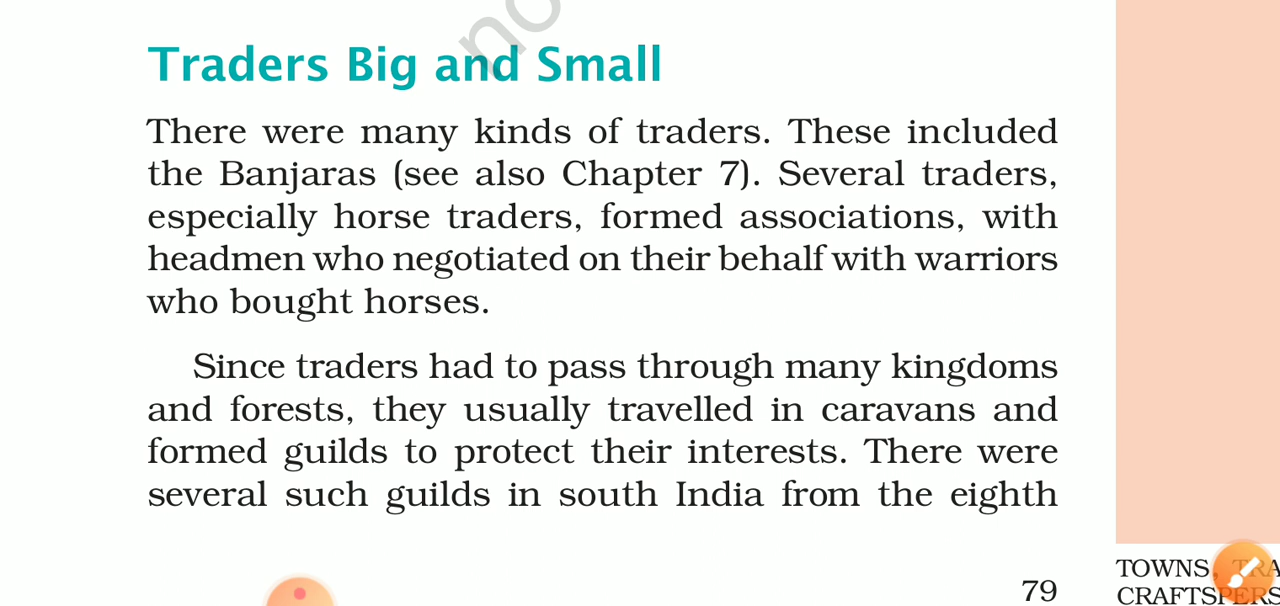 Traders Big and Small
There were many kinds of traders. These included
the Banjaras (see also Chapter 7). Several traders,
especially horse traders, formed associations, with
headmen who negotiated on their behalf with warriors
who bought horses.
Since traders had to pass through many kingdoms
and forests, they usually travelled in caravans and
formed guilds to protect their interests. There were
several such guilds in south India from the eighth
79
TOWNS,